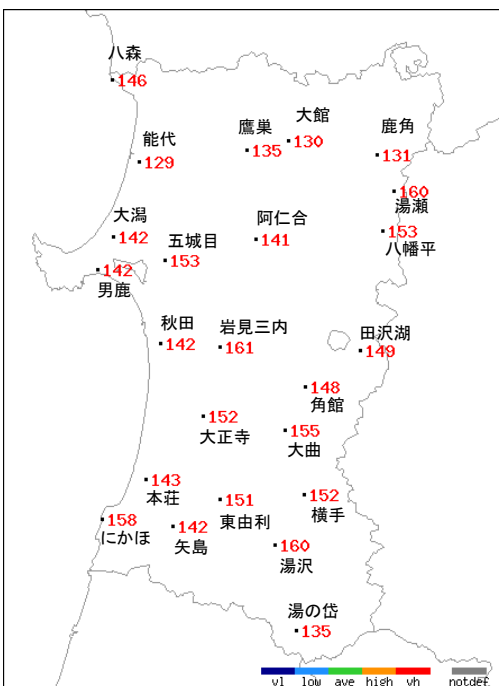 八森
146
能代
129
鷹巣
135
大館
130
鹿角
131
160
湯瀬
153
八幡平
大潟
142
五城目
153
阿仁合
141
142
男鹿
秋田
142
岩見三内
161
田沢湖
149
148
角館
152
大正寺
155
大曲
143
本荘
151
東由利
152
横手
158
にかほ
142
矢島
160
湯沢
湯の岱
135
vl low ave high vh notdef